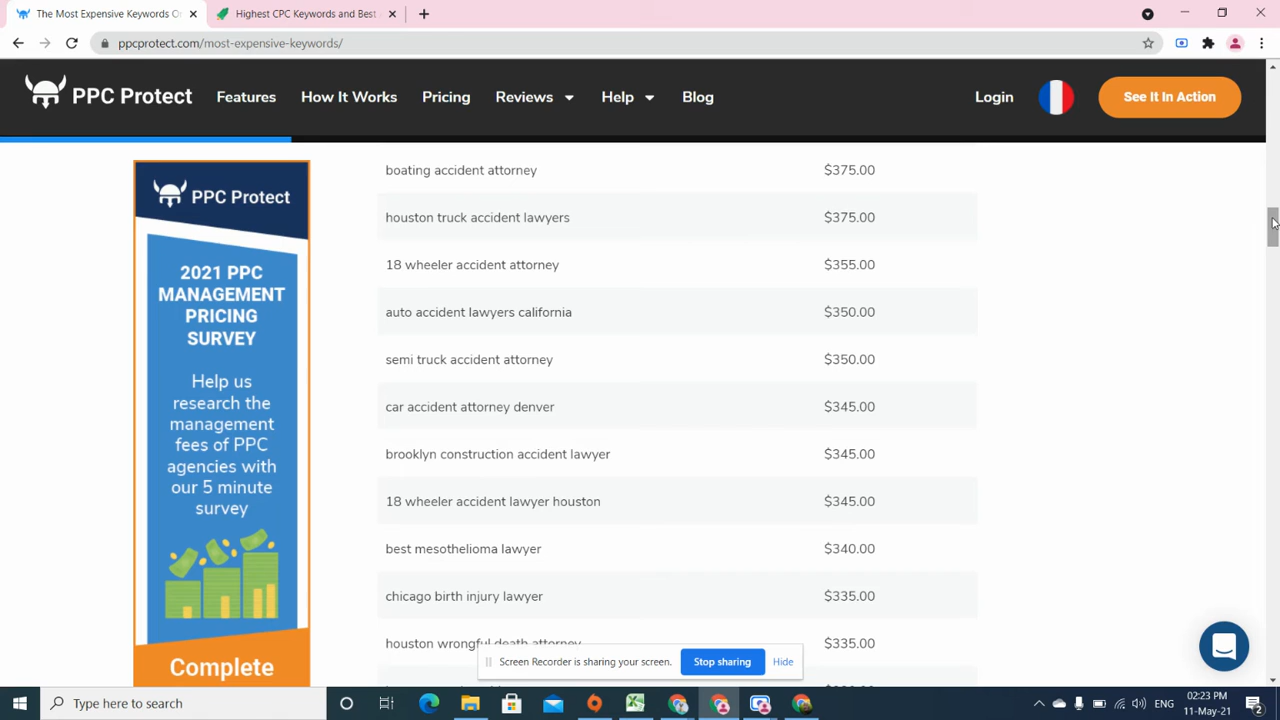 The Most Expensive Keywords O
Highest CPC Keywords and Best
ppcprotect.com/most-expensive-keywords/
PPC Protect
Features
How It Works
Pricing
Reviews
Help
Blog
Login
See It In Action
PPC Protect
2021 PPC
MANAGEMENT
PRICING
SURVEY
Help us
research the
management
fees of PPC
agencies with
our 5 minute
survey
Complete
boating accident attorney $375.00
houston truck accident lawyers $375.00
18 wheeler accident attorney $355.00
auto accident lawyers california $350.00
semi truck accident attorney $350.00
car accident attorney denver $345.00
brooklyn construction accident lawyer $345.00
18 wheeler accident lawyer houston $345.00
best mesothelioma lawyer $340.00
chicago birth injury lawyer $335.00
houston wrongful death attorney $335.00
Screen Recorder is sharing your screen. Stop sharing Hide
Type here to search
ENG
02:23 PM
11-May-21
2